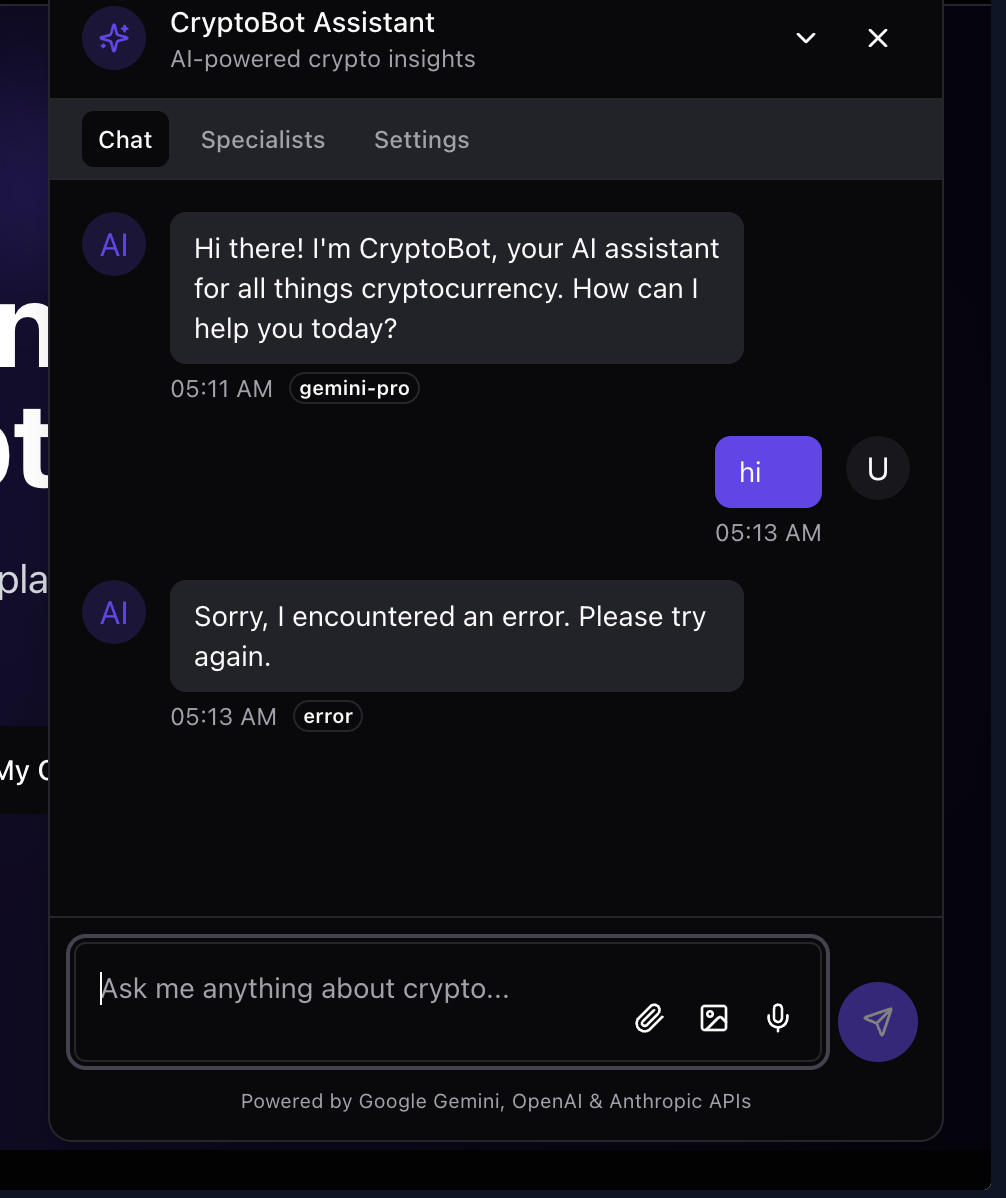 CryptoBot Assistant
AI-powered crypto insights
Chat Specialists Settings
AI
Hi there! I'm CryptoBot, your AI assistant
for all things cryptocurrency. How can I
help you today?
05:11 AM gemini-pro
hi
U
05:13 AM
AI
Sorry, I encountered an error. Please try
again.
05:13 AM error
My
Ask me anything about crypto...
Powered by Google Gemini, OpenAI & Anthropic APIs